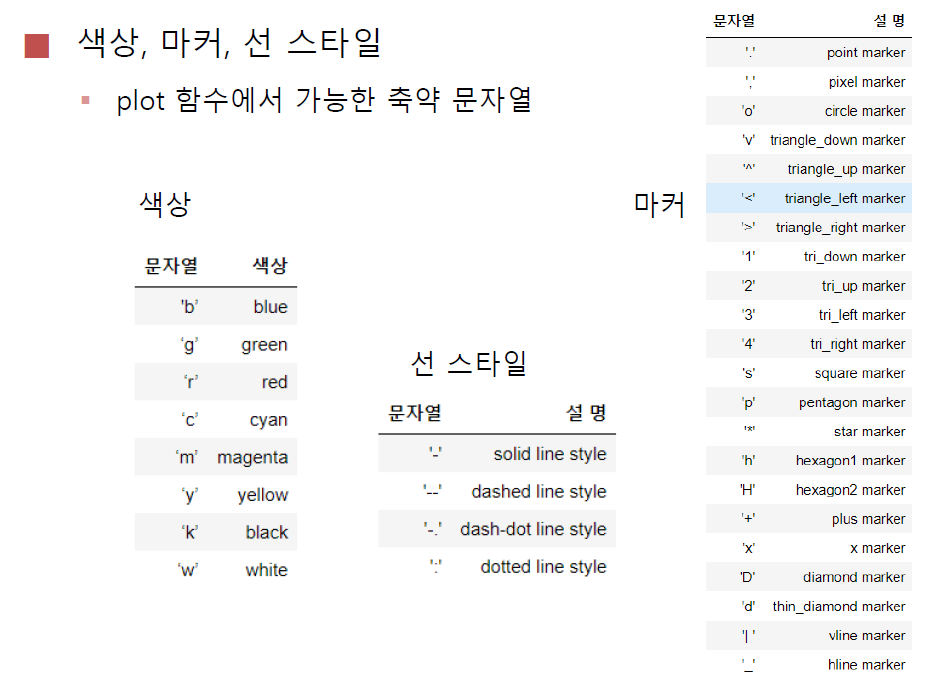 색상, 마커, 선 스타일
plot 함수에서 가능한 축약 문자열
색상
문자열 색상
'b’ blue
‘g’ green
‘r’ red
‘c’ cyan
‘m’ magenta
‘y’ yellow
‘k’ black
‘w’ white
선 스타일
문자열 설 명
'-' solid line style
'--' dashed line style
'-.' dash-dot line style
':' dotted line style
마커
문자열 설 명
'.' point marker
',' pixel marker
'o' circle marker
'v' triangle_down marker
'^' triangle_up marker
'<' triangle_left marker
'>' triangle_right marker
'1' tri_down marker
'2' tri_up marker
'3' tri_left marker
'4' tri_right marker
's' square marker
'p' pentagon marker
'*' star marker
'h' hexagon1 marker
'H' hexagon2 marker
'+' plus marker
'x' x marker
'D' diamond marker
'd' thin_diamond marker
'| ' vline marker
'_' hline marker